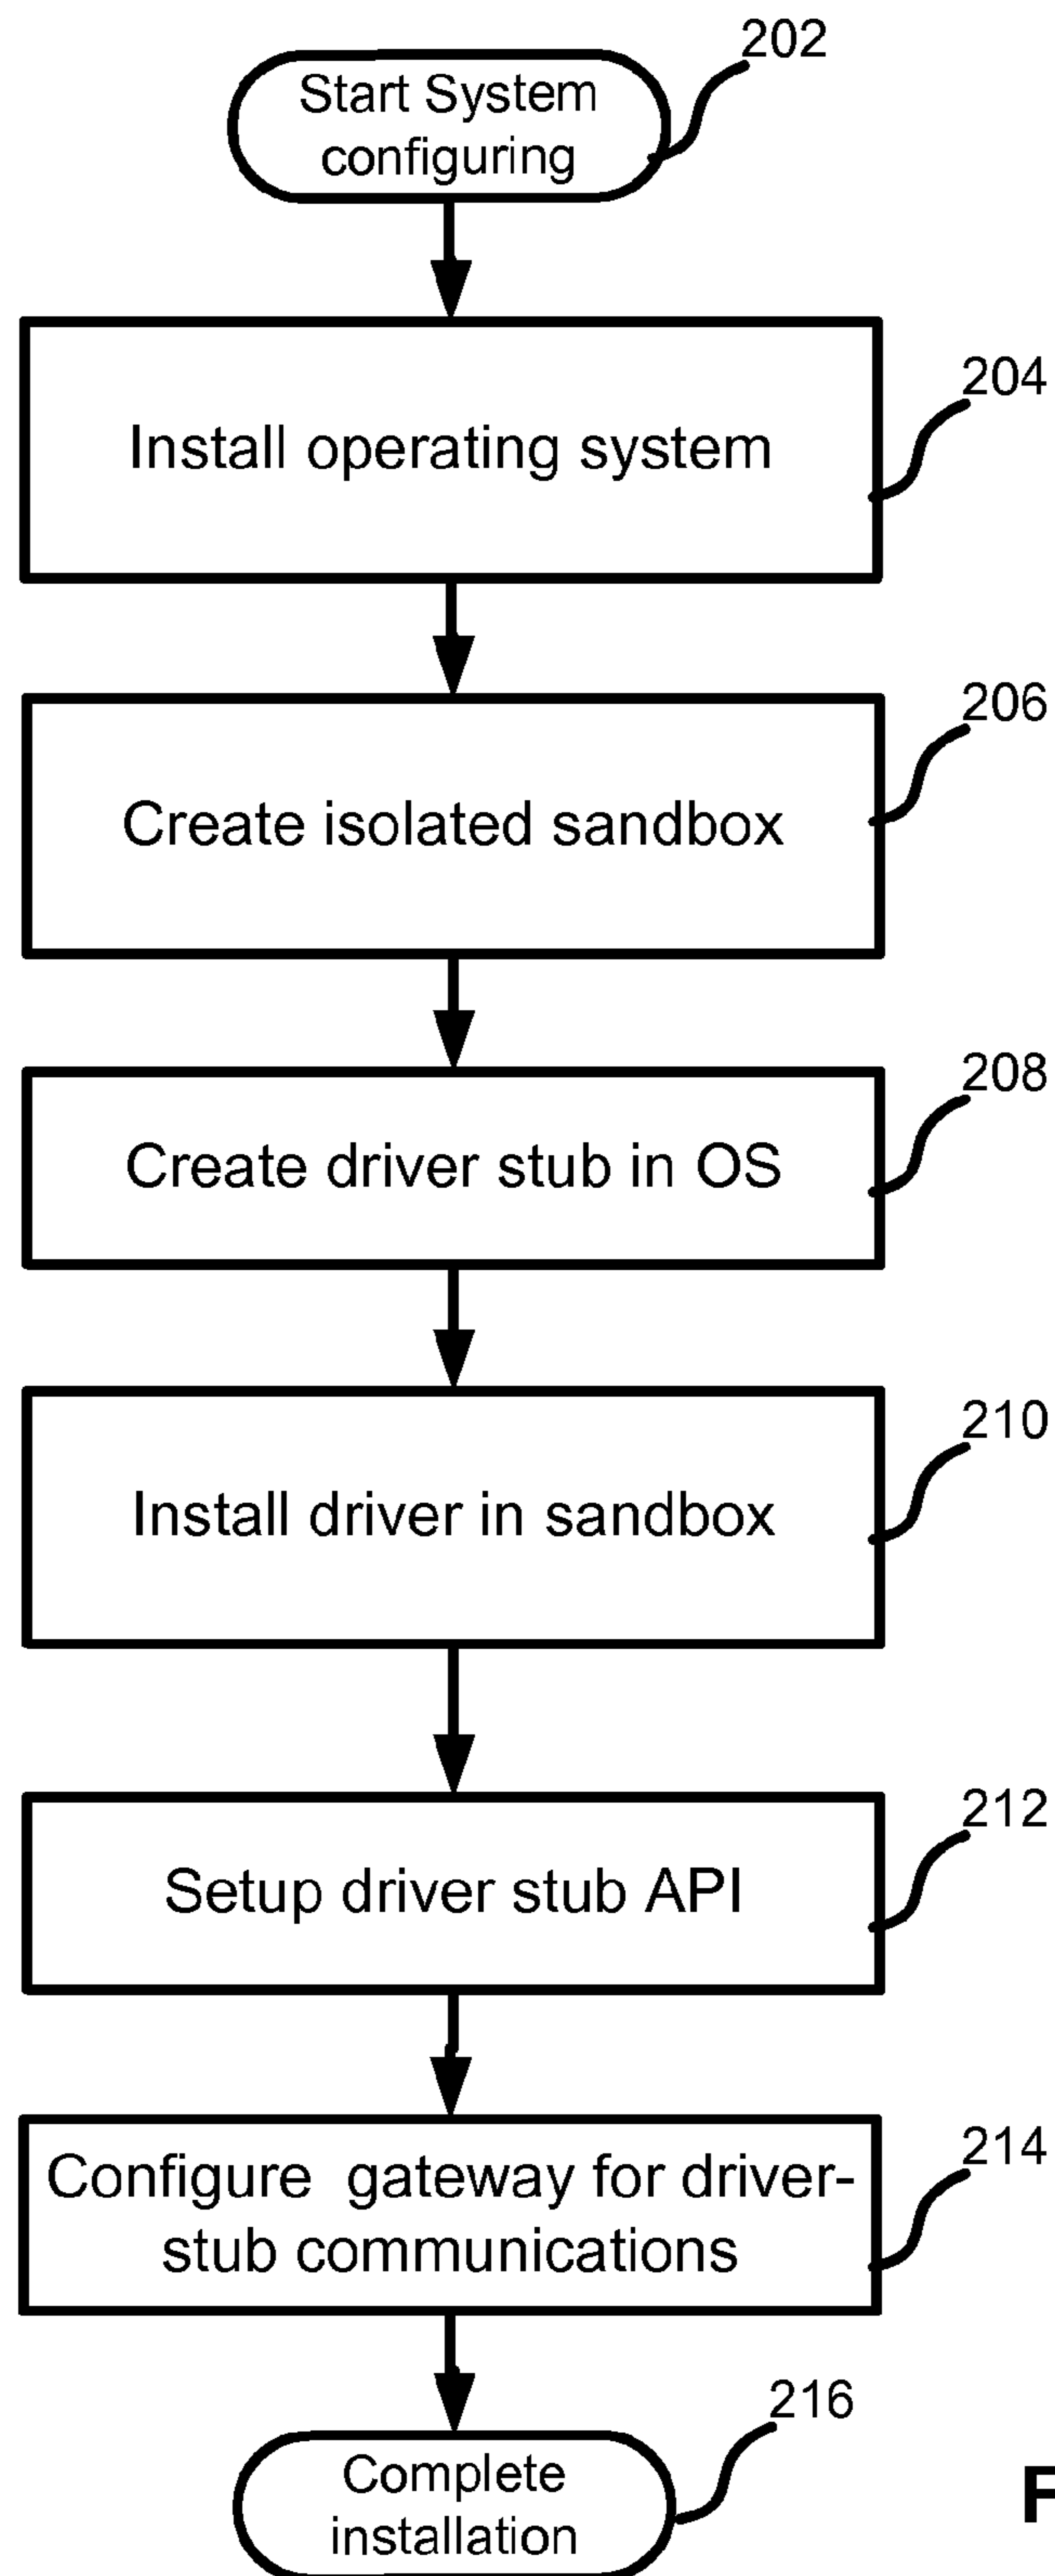 202
Start System
configuring
204
Install operating system
206
Create isolated sandbox
208
Create driver stub in OS
210
Install driver in sandbox
212
Setup driver stub API
214
Configure gateway for driver-
stub communications
216
Complete
installation
F